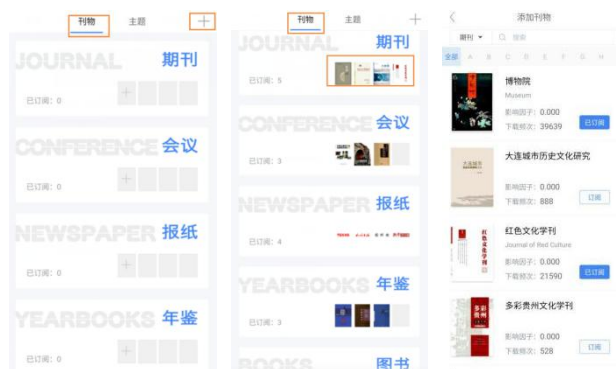 刊物 主题
JOURNAL 期刊
已订阅：0
CONFERENCE 会议
已订阅：0
NEWSPAPER 报纸
已订阅：0
YEARBOOKS 年鉴
已订阅：0
刊物 主题
JOURNAL 期刊
已订阅：5
CONFERENCE 会议
已订阅：3
NEWSPAPER 报纸
已订阅：4
YEARBOOKS 年鉴
已订阅：3
BOOKS 图书
添加刊物
期刊 搜索
全部 A B C D E F G H
博物院
Museum
影响因子：0.000
下载频次：39639 已订阅
大连城市历史文化研究
影响因子：0.000
下载频次：888 订阅
红色文化学刊
Journal of Red Culture
影响因子：0.000
下载频次：21590 已订阅
多彩贵州文化学刊
影响因子：0.000
下载频次：528 订阅